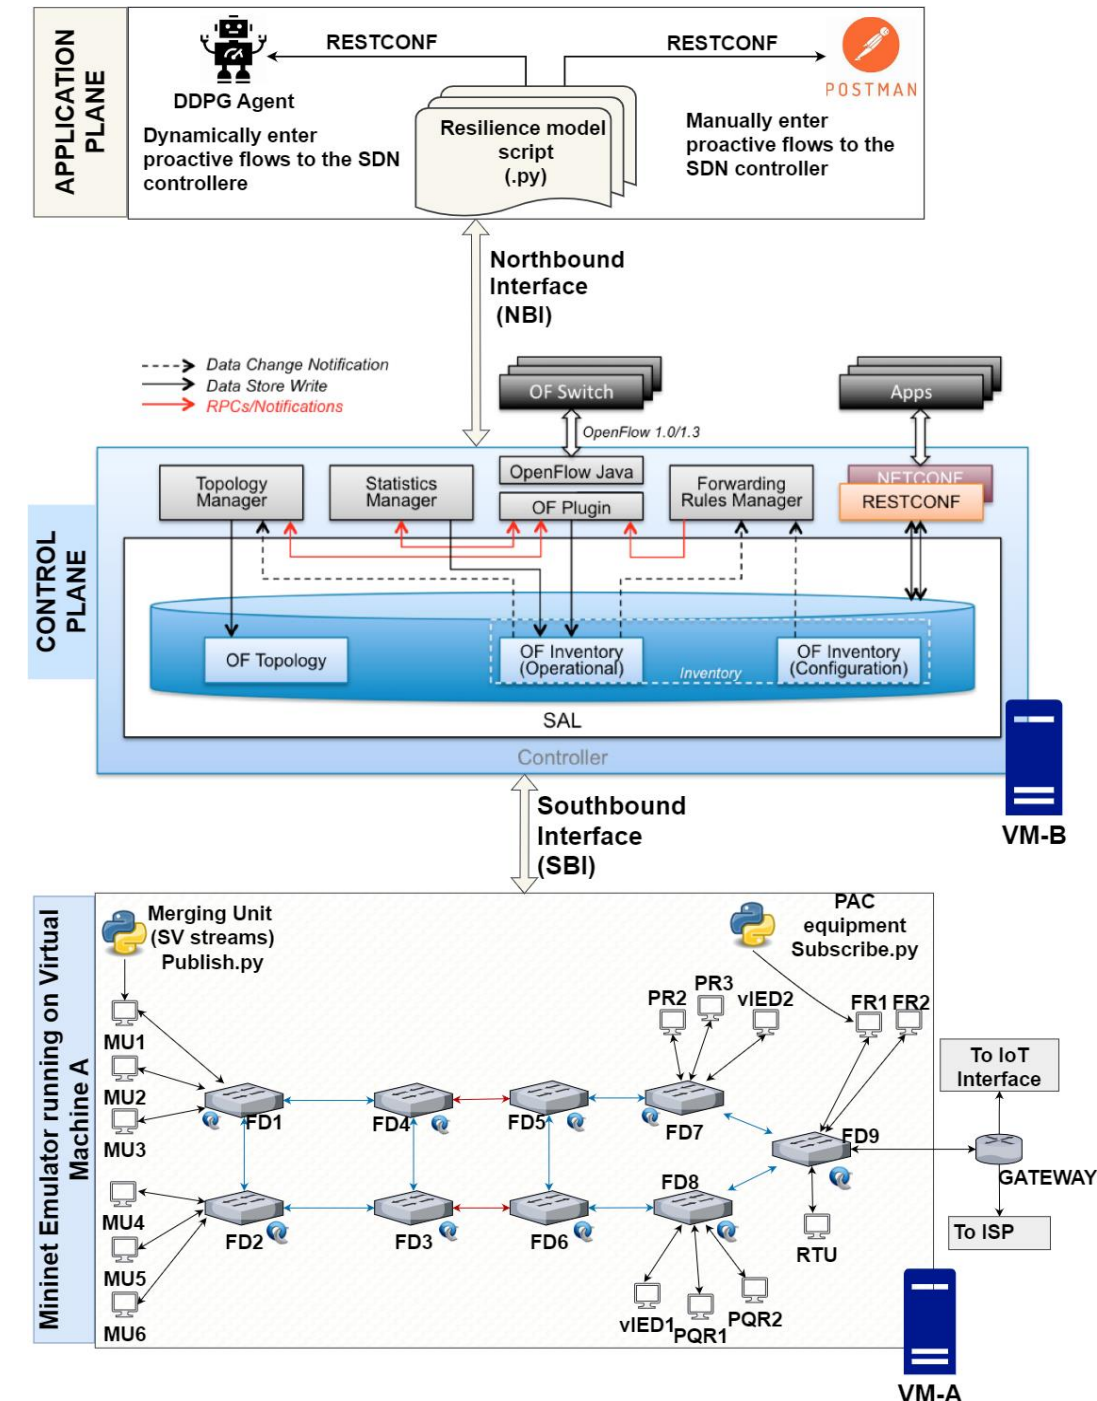 APPLICATION
PLANE
RESTCONF
RESTCONF
DDPG Agent
POSTMAN
Dynamically enter
proactive flows to the SDN
controllere
Resilience model
script
(.py)
Manually enter
proactive flows to the
SDN controller
Northbound
Interface
(NBI)
Data Change Notification
Data Store Write
RPCs/Notifications
OF Switch
Apps
OpenFlow 1.0/1.3
CONTROL
PLANE
Topology
Manager
Statistics
Manager
OpenFlow Java
OF Plugin
Forwarding
Rules Manager
NETCONF
RESTCONF
OF Topology
OF Inventory
(Operational)
Inventory
OF Inventory
(Configuration)
SAL
Controller
VM-B
Southbound
Interface
(SBI)
Mininet Emulator running on Virtual
Machine A
Merging Unit
(SV streams)
Publish.py
PAC
equipment
Subscribe.py
MU1
MU2
MU3
MU4
MU5
MU6
PR2
PR3
vIED2
FR1
FR2
FD1
FD4
FD5
FD7
FD9
FD2
FD3
FD6
FD8
vIED1
PQR1
PQR2
RTU
To IoT
Interface
GATEWAY
To ISP
VM-A